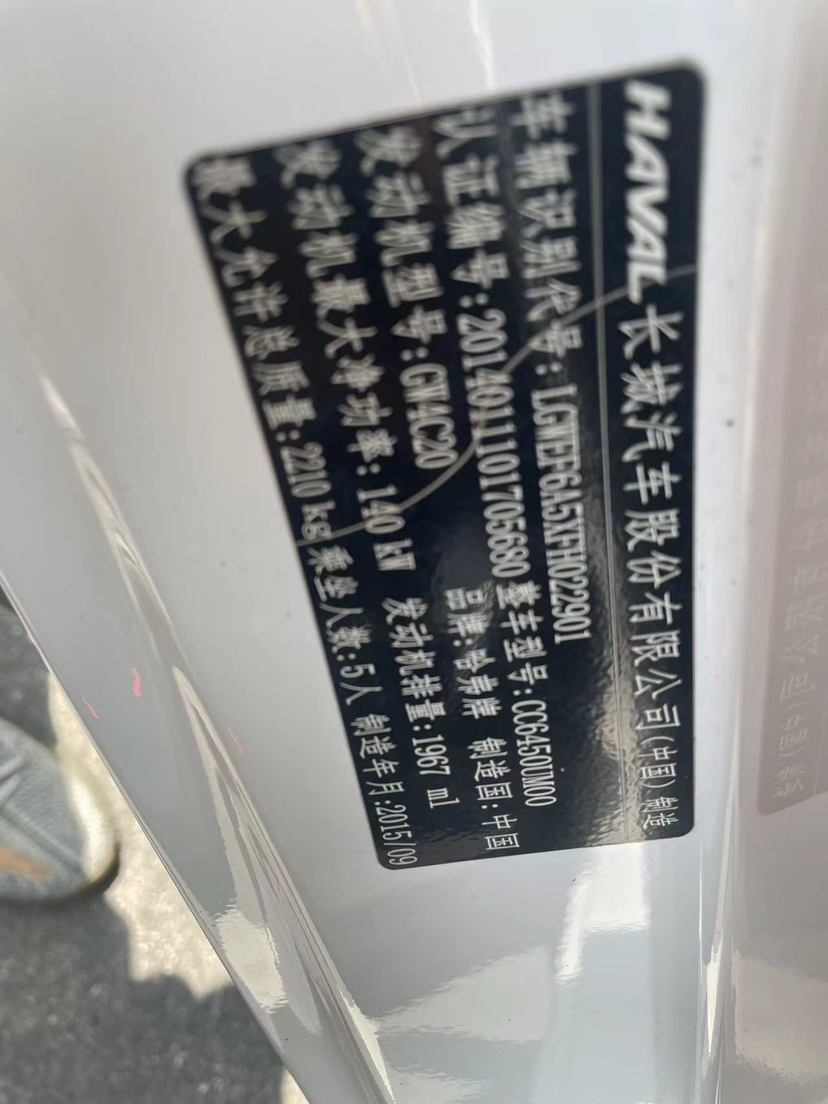 HAVAL 长城汽车股份有限公司(中国)制造
车辆识别代号:LGWEF6A5XFH022901
认证编号:2014011101705680 整车型号:CC6450UM00
发动机型号:GW4C20 品牌:哈弗牌 制造国:中国
发动机最大净功率:140 kW 发动机排量:1967 ml
最大允许总质量:2210 kg 乘坐人数:5人 制造年月:2015/09